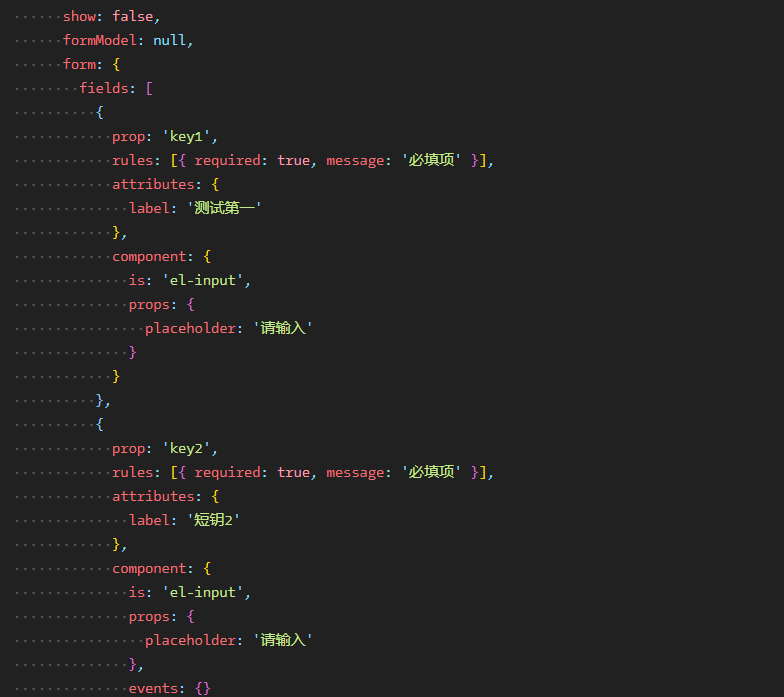 show: false,
formModel: null,
form: {
fields: [
{
prop: 'key1',
rules: [{ required: true, message: '必填项' }],
attributes: {
label: '测试第一'
},
component: {
is: 'el-input',
props: {
placeholder: '请输入'
}
}
},
{
prop: 'key2',
rules: [{ required: true, message: '必填项' }],
attributes: {
label: '短钥2'
},
component: {
is: 'el-input',
props: {
placeholder: '请输入'
},
events: {}